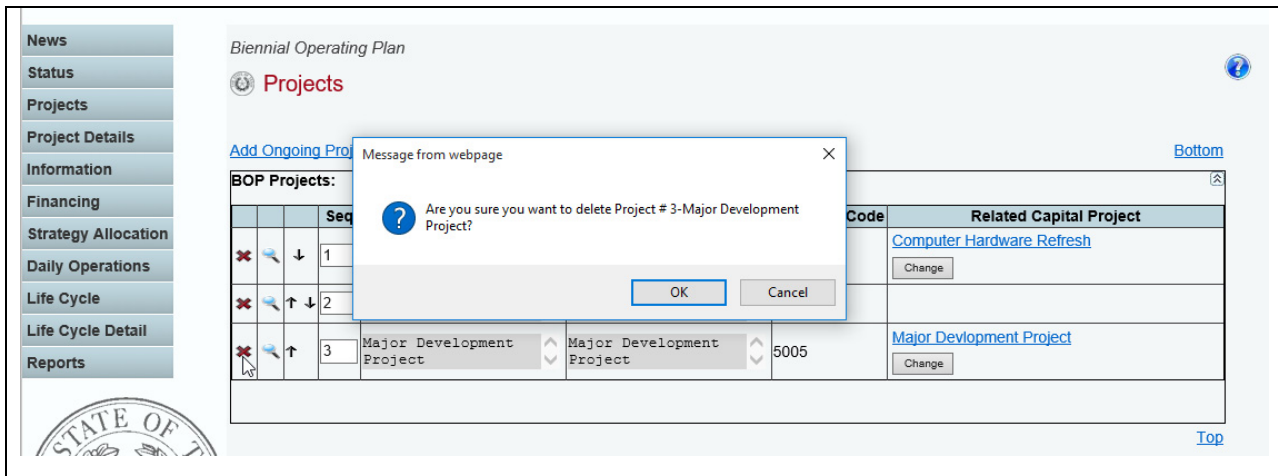 News
Status
Projects
Project Details
Information
Financing
Strategy Allocation
Daily Operations
Life Cycle
Life Cycle Detail
Reports
STATE OF
Biennial Operating Plan
Projects
Add Ongoing Proj
Bottom
BOP Projects:
Seq
Code
Related Capital Project
1
Computer Hardware Refresh
Change
2
3
Major Development
Project
Major Development
Project
5005
Major Devlopment Project
Change
Top
Message from webpage
Are you sure you want to delete Project # 3-Major Development
Project?
OK
Cancel